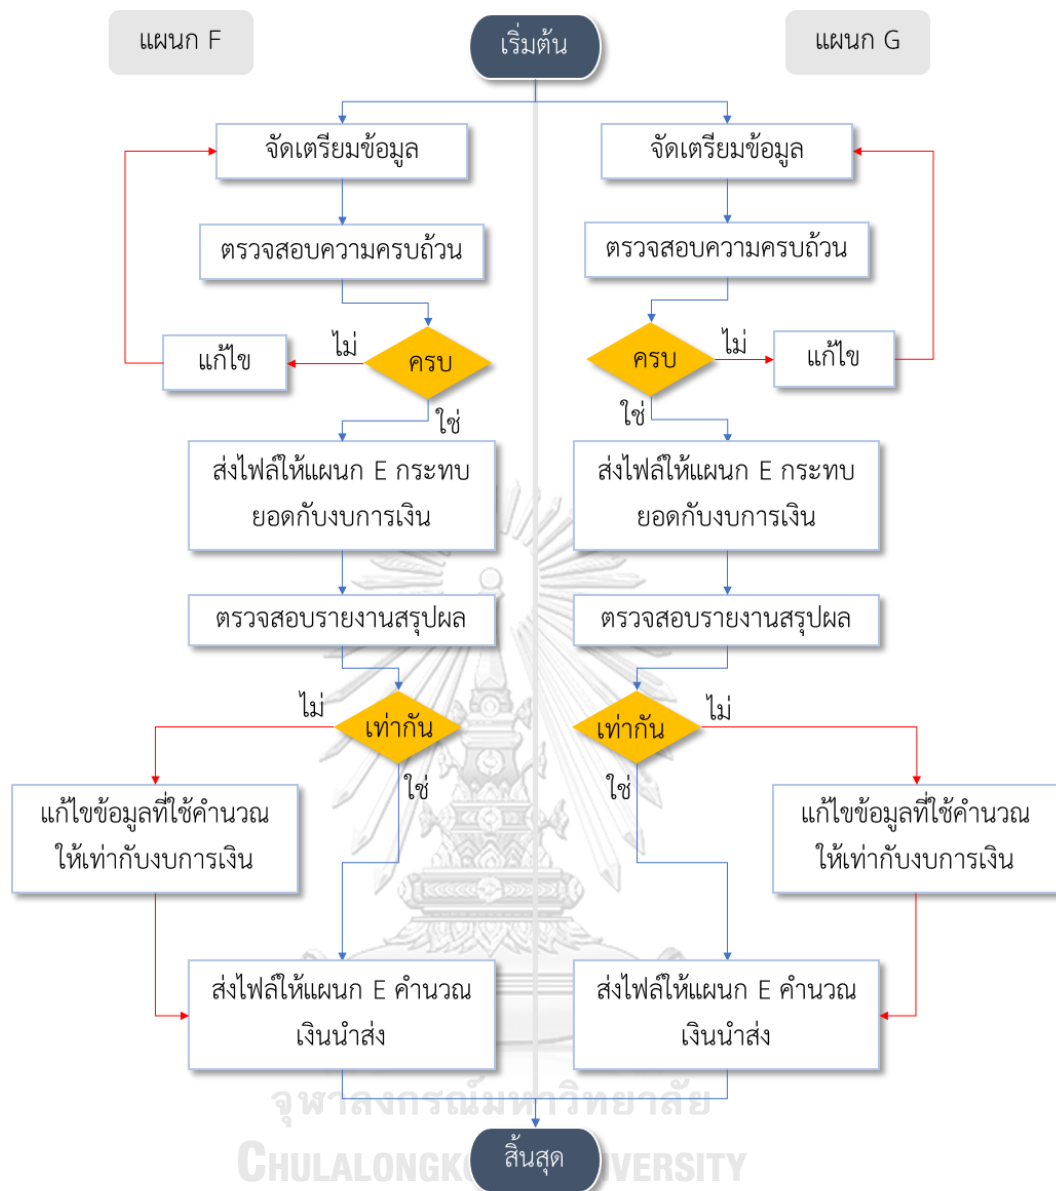 แผนก F
เริ่มต้น
แผนก G
จัดเตรียมข้อมูล
จัดเตรียมข้อมูล
ตรวจสอบความครบถ้วน
ตรวจสอบความครบถ้วน
แก้ไข
ไม่
ครบ
ครบ
ไม่
แก้ไข
ใช่
ใช่
ส่งไฟล์ให้แผนก E กระทบ
ยอดกับงบการเงิน
ส่งไฟล์ให้แผนก E กระทบ
ยอดกับงบการเงิน
ตรวจสอบรายงานสรุปผล
ตรวจสอบรายงานสรุปผล
ไม่
เท่ากัน
เท่ากัน
ไม่
ใช่
ใช่
แก้ไขข้อมูลที่ใช้คำนวณ
ให้เท่ากับงบการเงิน
แก้ไขข้อมูลที่ใช้คำนวณ
ให้เท่ากับงบการเงิน
ส่งไฟล์ให้แผนก E คำนวณ
เงินนำส่ง
ส่งไฟล์ให้แผนก E คำนวณ
เงินนำส่ง
จุฬาลงกรณ์มหาวิทยาลัย
สิ้นสุด